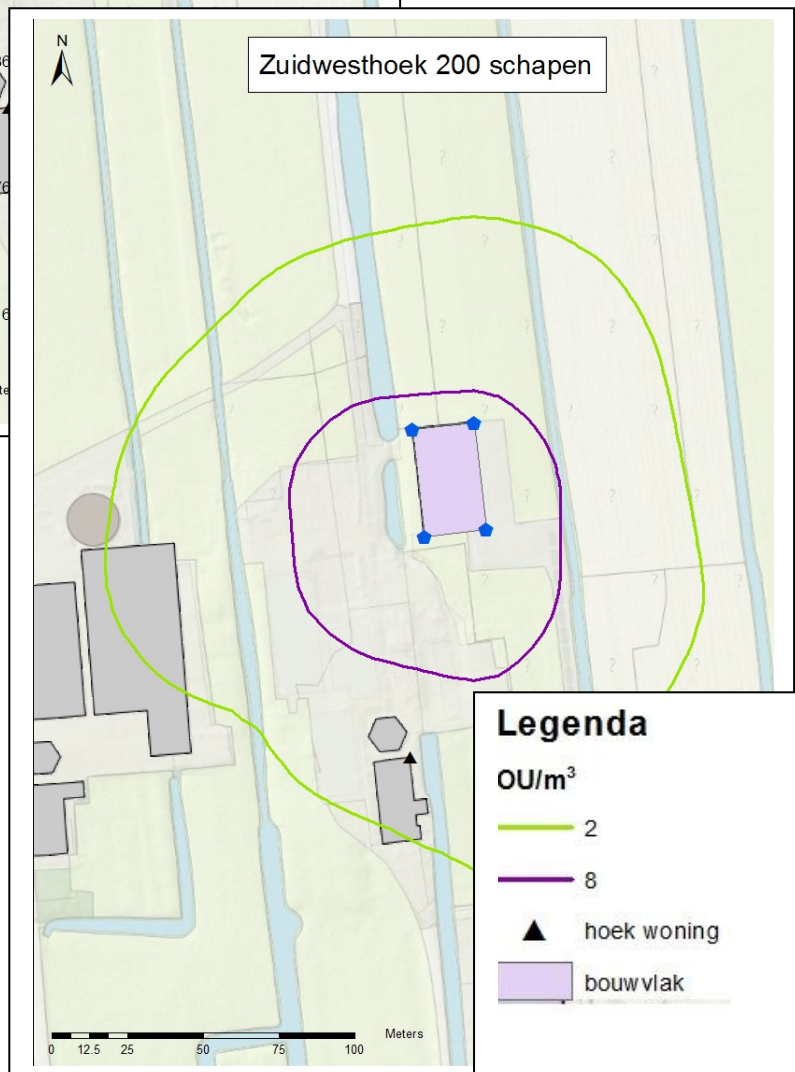 N
Zuidwesthoek 200 schapen
Legenda
OU/m³
2
8
hoek woning
bouwvlak
Meters
0 12.5 25 50 75 100